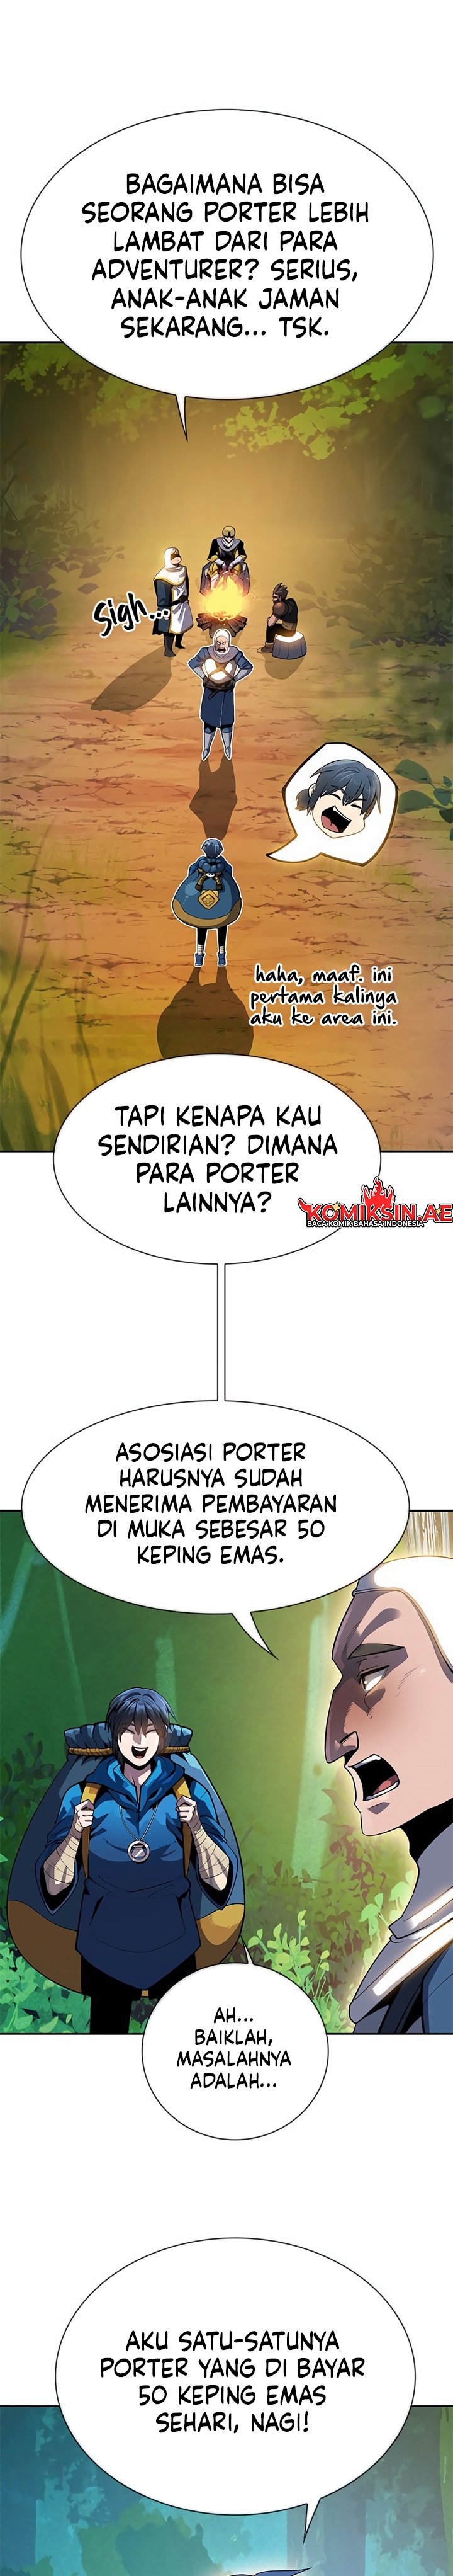 BAGAIMANA BISA
SEORANG PORTER LEBIH
LAMBAT DARI PARA
ADVENTURER? SERIUS,
ANAK-ANAK JAMAN
SEKARANG... TSK.
Sigh...
haha, maaf. ini
pertama kalinya
aku ke area ini.
TAPI KENAPA KAU
SENDIRIAN? DIMANA
PARA PORTER
LAINNYA?
KOMIKSIN.AE
BACA KOMIK BAHASA INDONESIA
ASOSIASI PORTER
HARUSNYA SUDAH
MENERIMA PEMBAYARAN
DI MUKA SEBESAR 50
KEPING EMAS.
AH...
BAIKLAH,
MASALAHNYA
ADALAH...
AKU SATU-SATUNYA
PORTER YANG DI BAYAR
50 KEPING EMAS
SEHARI, NAGI!